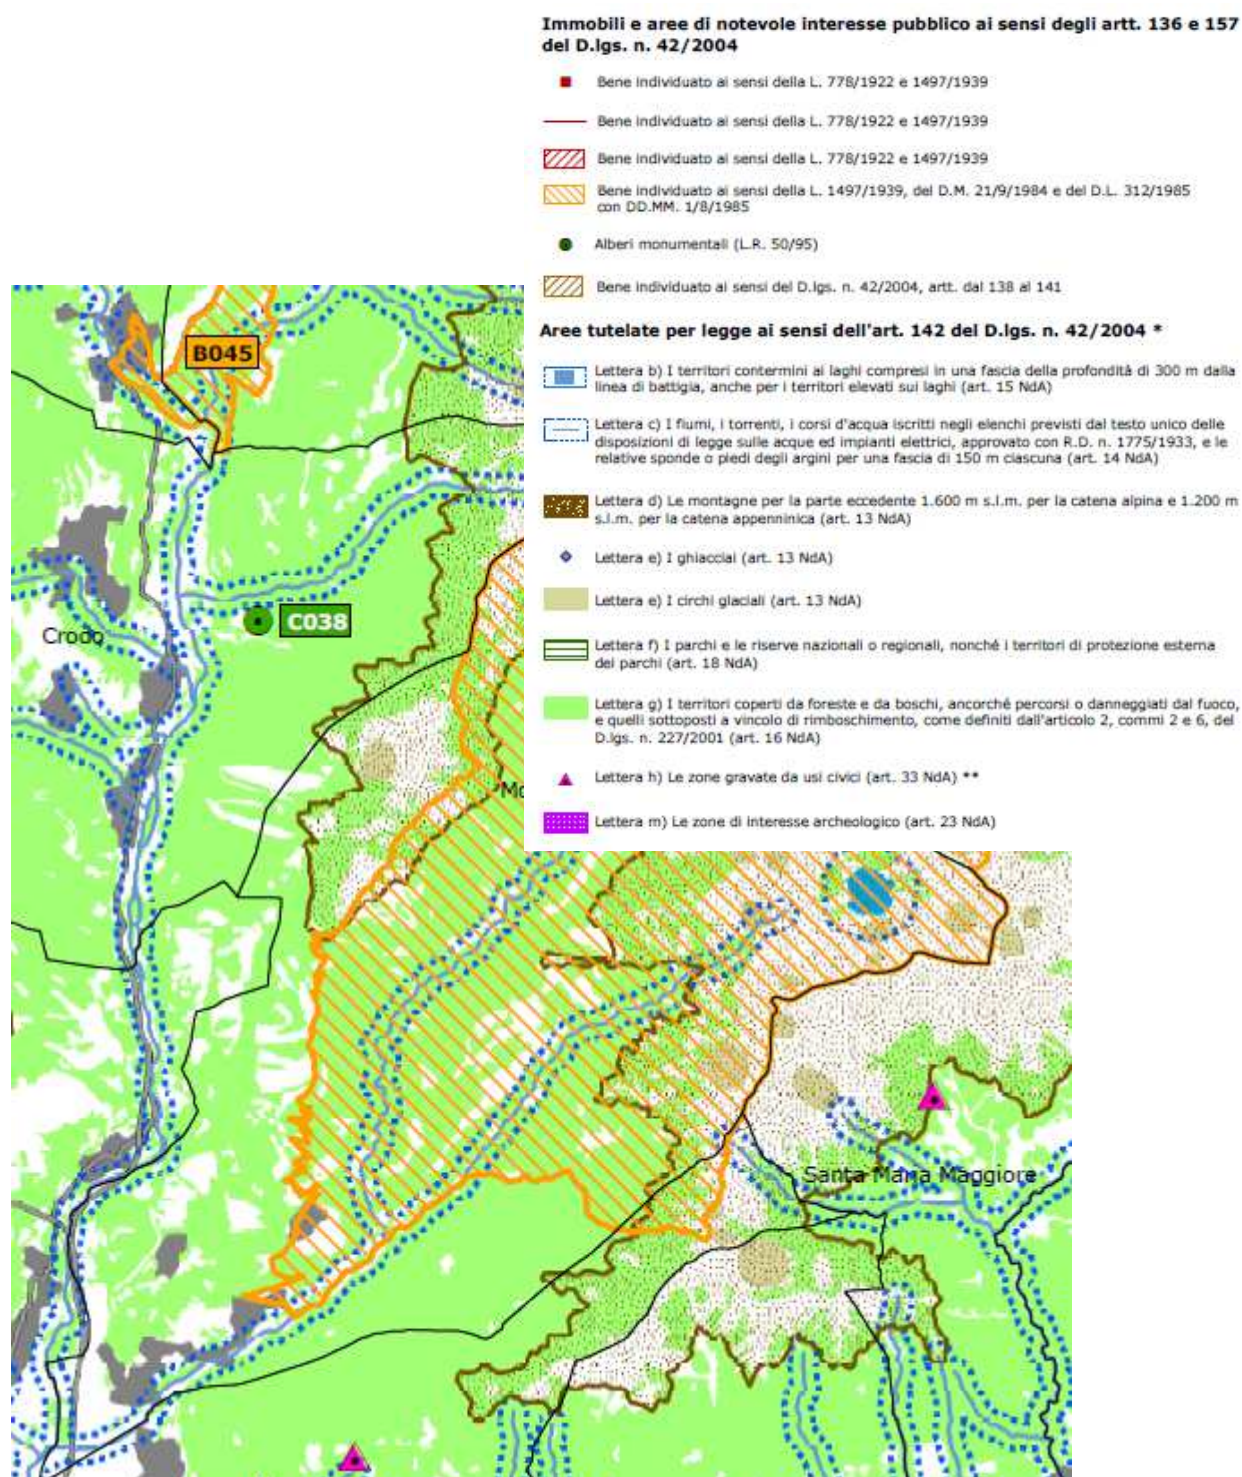 Immobili e aree di notevole interesse pubblico ai sensi degli artt. 136 e 157
del D.lgs. n. 42/2004
Bene individuato ai sensi della L. 778/1922 e 1497/1939
Bene individuato ai sensi della L. 778/1922 e 1497/1939
Bene individuato ai sensi della L. 778/1922 e 1497/1939
Bene individuato ai sensi della L. 1497/1939, del D.M. 21/9/1984 e del D.L. 312/1985
con DD.MM. 1/8/1985
Alberi monumentali (L.R. 50/95)
Bene individuato ai sensi del D.lgs. n. 42/2004, artt. dal 138 al 141
Aree tutelate per legge ai sensi dell'art. 142 del D.lgs. n. 42/2004 *
Lettera b) I territori contermini ai laghi compresi in una fascia della profondità di 300 m dalla
linea di battigia, anche per i territori elevati sui laghi (art. 15 NdA)
Lettera c) I fiumi, i torrenti, i corsi d'acqua iscritti negli elenchi previsti dal testo unico delle
disposizioni di legge sulle acque ed impianti elettrici, approvato con R.D. n. 1775/1933, e le
relative sponde o piedi degli argini per una fascia di 150 m ciascuna (art. 14 NdA)
Lettera d) Le montagne per la parte eccedente 1.600 m s.l.m. per la catena alpina e 1.200 m
s.l.m. per la catena appenninica (art. 13 NdA)
Lettera e) I ghiacciai (art. 13 NdA)
Lettera e) I circhi glaciali (art. 13 NdA)
Lettera f) I parchi e le riserve nazionali o regionali, nonché i territori di protezione esterna
dei parchi (art. 18 NdA)
Lettera g) I territori coperti da foreste e da boschi, ancorché percorsi o danneggiati dal fuoco,
e quelli sottoposti a vincolo di rimboschimento, come definiti dall'articolo 2, commi 2 e 6, del
D.lgs. n. 227/2001 (art. 16 NdA)
Lettera h) Le zone gravate da usi civici (art. 33 NdA) **
Lettera m) Le zone di interesse archeologico (art. 23 NdA)
B045
C038
Crodo
Santa Maria Maggiore